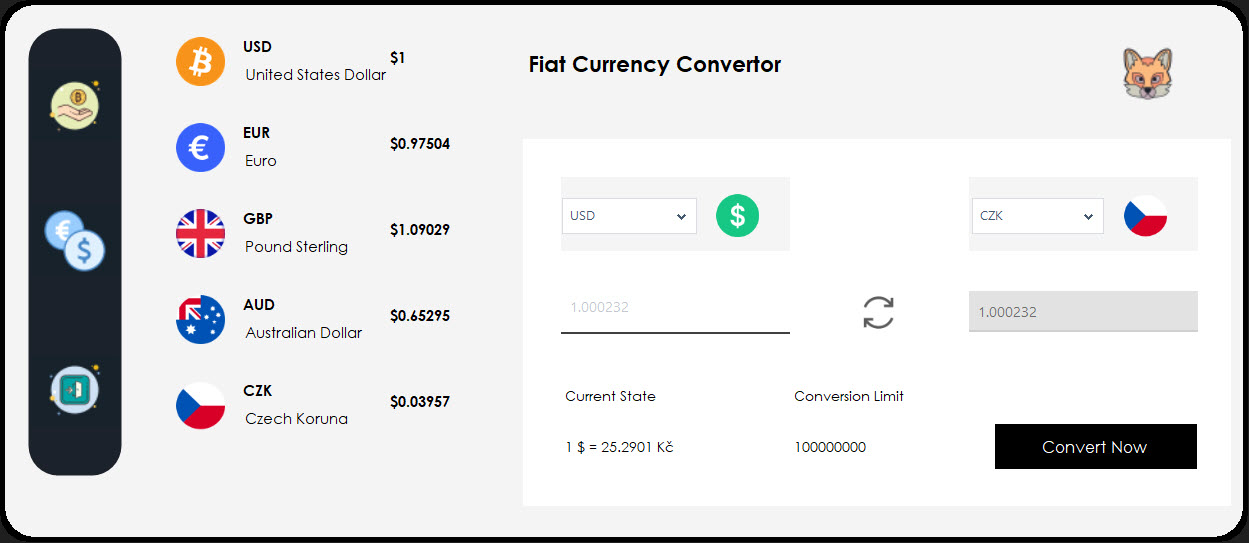 USD
$1
United States Dollar
EUR
$0.97504
Euro
GBP
$1.09029
Pound Sterling
AUD
$0.65295
Australian Dollar
CZK
$0.03957
Czech Koruna
Fiat Currency Convertor
USD
CZK
1.000232
1.000232
Current State
Conversion Limit
1 $ = 25.2901 Kč
100000000
Convert Now